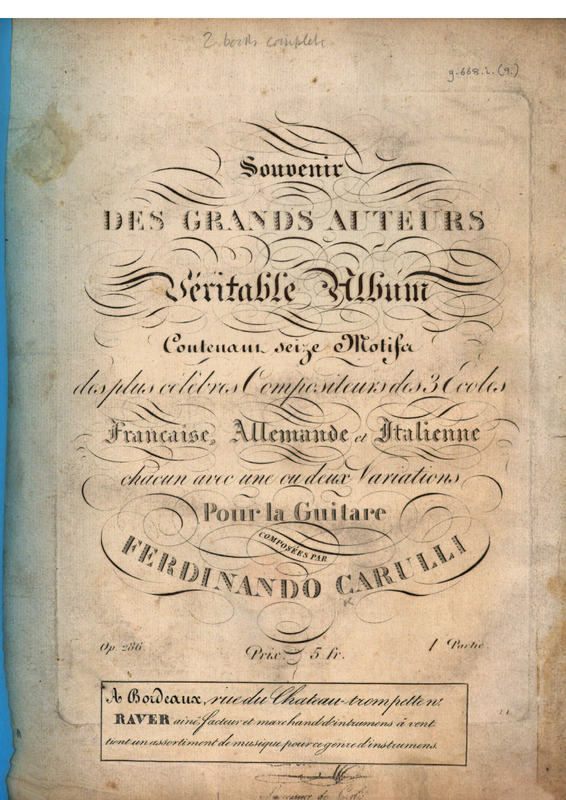 2 books complete
g.668.l.(9.)
Souvenir
DES GRANDS AUTEURS
Véritable Album
Contenant seize Motifs
des plus célèbres Compositeurs des 3 Ecoles
Française, Allemande et Italienne
chacun avec une ou deux Variations
Pour la Guitare
COMPOSÉES PAR
FERDINANDO CARULLI
Op. 286.
Prix: 5 fr.
1 Partie
A Bordeaux, rue du Chateau-trompette n.
RAVER ainé, facteur et marchand d'intrumens à vent
tient un assortiment de musique pour ce genre d'instrumens.